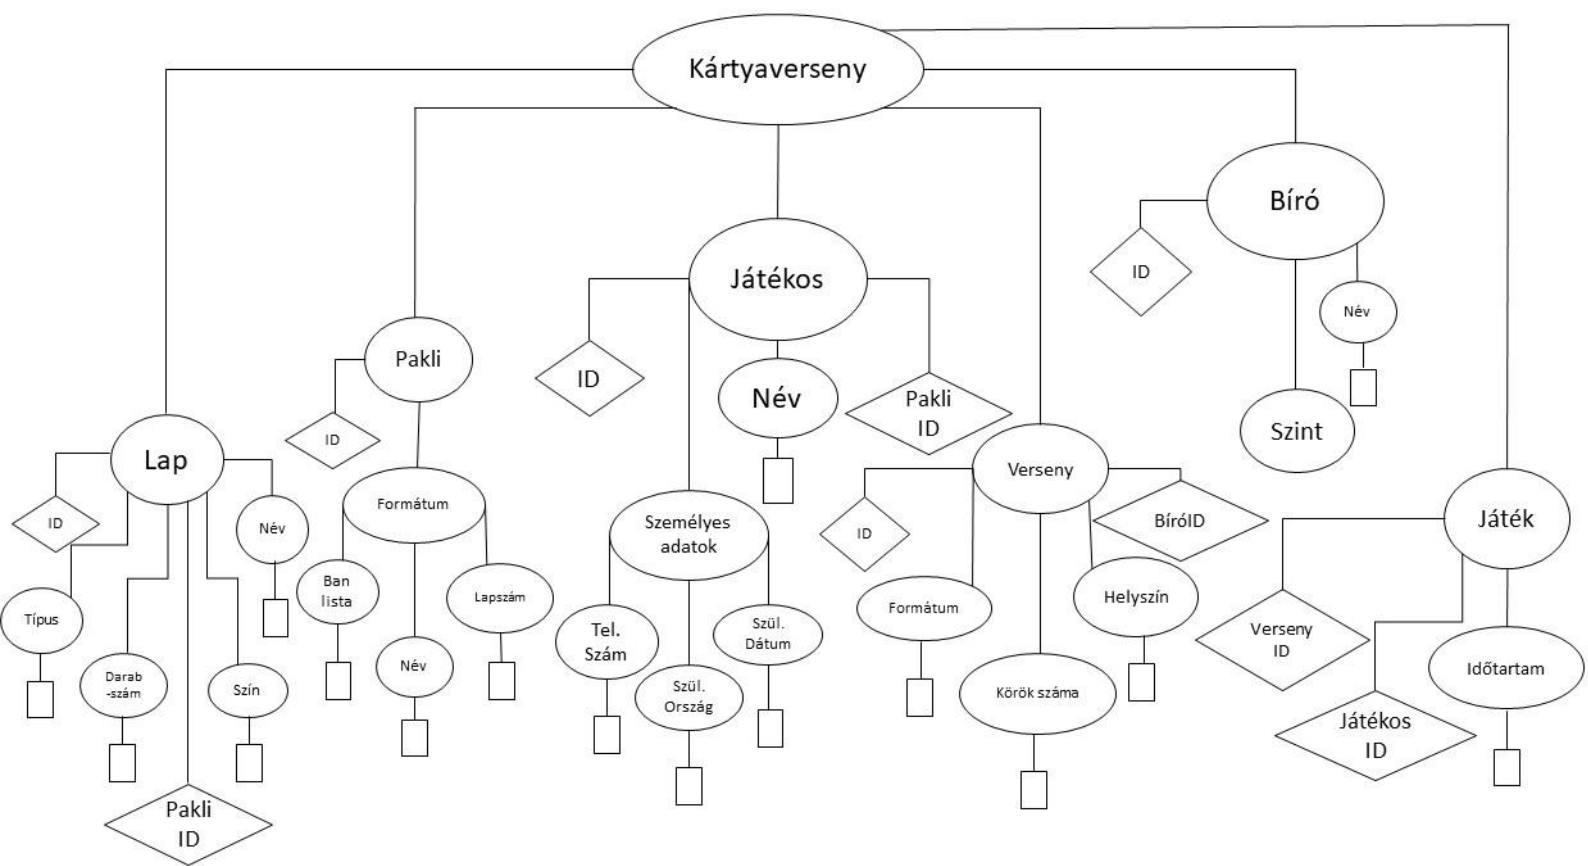 Kártyaverseny
Bíró
ID
Név
Szint
Játékos
ID
Név
Pakli
ID
Pakli
ID
Formátum
Ban
lista
Név
Lapszám
Lap
ID
Név
Típus
Darab
-szám
Szín
Pakli
ID
Személyes
adatok
Tel.
Szám
Szül.
Ország
Szül.
Dátum
Verseny
ID
BíróID
Formátum
Körök száma
Helyszín
Játék
Verseny
ID
Játékos
ID
Időtartam